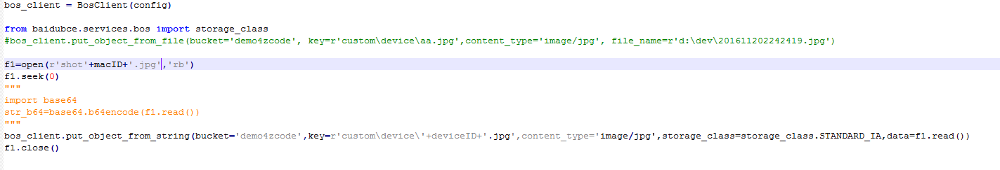 bos_client = BosClient(config)
from baidubce.services.bos import storage_class
#bos_client.put_object_from_file(bucket='demo4zcode', key=r'custom\device\aa.jpg',content_type='image/jpg', file_name=r'd:\dev\201611202242419.jpg')
f1=open(r'shot'+macID+'.jpg','rb')
f1.seek(0)
"""
import base64
str_b64=base64.b64encode(f1.read())
"""
bos_client.put_object_from_string(bucket='demo4zcode',key=r'custom\device\'+deviceID+'.jpg',content_type='image/jpg',storage_class=storage_class.STANDARD_IA,data=f1.read())
f1.close()